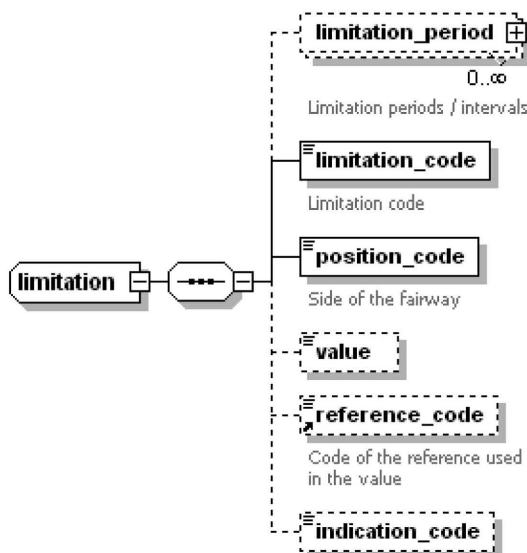 limitation_period
0..∞
Limitation periods / intervals
limitation_code
Limitation code
limitation
position_code
Side of the fairway
value
reference_code
Code of the reference used
in the value
indication_code